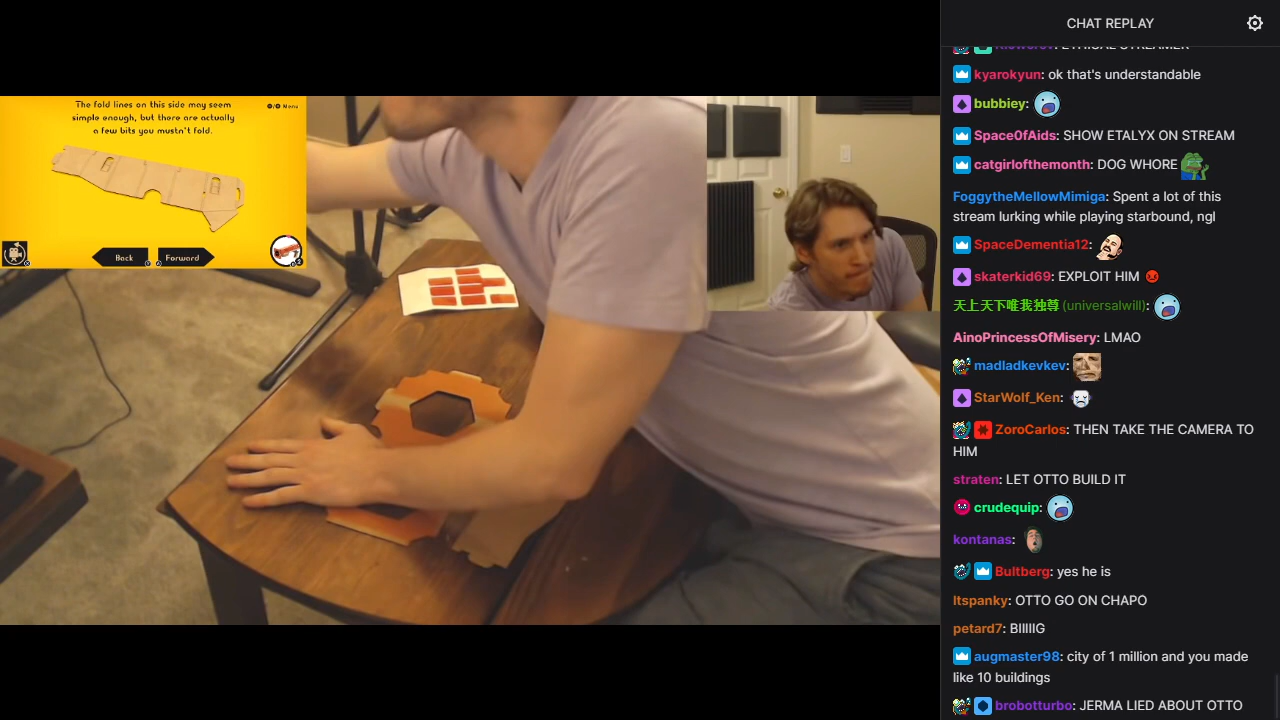 The fold lines on this side may seem
simple enough, but there are actually
a few bits you mustn't fold.
Menu
Back
Forward
CHAT REPLAY
ETHICAL STREAMER
kyarokyun: ok that's understandable
bubbiey:
Space0fAids: SHOW ETALYX ON STREAM
catgirlofthemonth: DOG WHORE
FoggytheMellowMimiga: Spent a lot of this
stream lurking while playing starbound, ngl
SpaceDementia12:
skaterkid69: EXPLOIT HIM
天上天下唯我独尊 (universalwill):
AinoPrincessOfMisery: LMAO
madladkevkev:
StarWolf_Ken:
ZoroCarlos: THEN TAKE THE CAMERA TO
HIM
straten: LET OTTO BUILD IT
crudequip:
kontanas:
Bultberg: yes he is
ltspanky: OTTO GO ON CHAPO
petard7: BIIIIIG
augmaster98: city of 1 million and you made
like 10 buildings
brobotturbo: JERMA LIED ABOUT OTTO